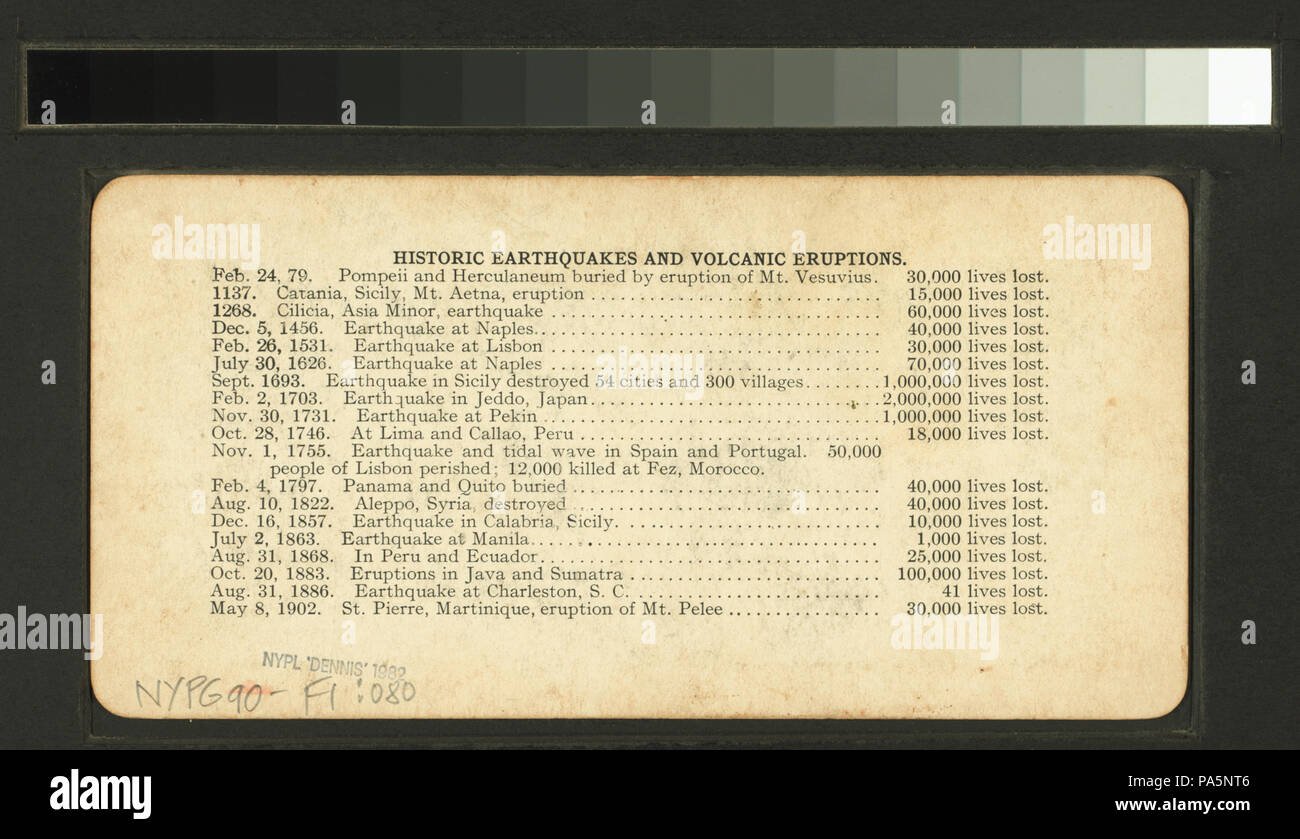 HISTORIC EARTHQUAKES AND VOLCANIC ERUPTIONS.
Feb. 24, 79. Pompeii and Herculaneum buried by eruption of Mt. Vesuvius. 30,000 lives lost.
1137. Catania, Sicily, Mt. Aetna, eruption .............................. 15,000 lives lost.
1268. Cilicia, Asia Minor, earthquake .................................. 60,000 lives lost.
Dec. 5, 1456. Earthquake at Naples.................................... 40,000 lives lost.
Feb. 26, 1531. Earthquake at Lisbon .................................. 30,000 lives lost.
July 30, 1626. Earthquake at Naples .................................. 70,000 lives lost.
Sept. 1693. Earthquake in Sicily destroyed 54 cities and 300 villages........1,000,000 lives lost.
Feb. 2, 1703. Earthquake in Jeddo, Japan..............................2,000,000 lives lost.
Nov. 30, 1731. Earthquake at Pekin ...................................1,000,000 lives lost.
Oct. 28, 1746. At Lima and Callao, Peru ............................... 18,000 lives lost.
Nov. 1, 1755. Earthquake and tidal wave in Spain and Portugal. 50,000
people of Lisbon perished; 12,000 killed at Fez, Morocco.
Feb. 4, 1797. Panama and Quito buried ................................ 40,000 lives lost.
Aug. 10, 1822. Aleppo, Syria, destroyed ................................ 40,000 lives lost.
Dec. 16, 1857. Earthquake in Calabria, Sicily. .......................... 10,000 lives lost.
July 2, 1863. Earthquake at Manila.................................... 1,000 lives lost.
Aug. 31, 1868. In Peru and Ecuador................................... 25,000 lives lost.
Oct. 20, 1883. Eruptions in Java and Sumatra .......................... 100,000 lives lost.
Aug. 31, 1886. Earthquake at Charleston, S. C. ......................... 41 lives lost.
May 8, 1902. St. Pierre, Martinique, eruption of Mt. Pelee ................ 30,000 lives lost.
NYPL 'DENNIS' 1982
NYPG90-F1:080
alamy
Image ID: PA5NT6
www.alamy.com